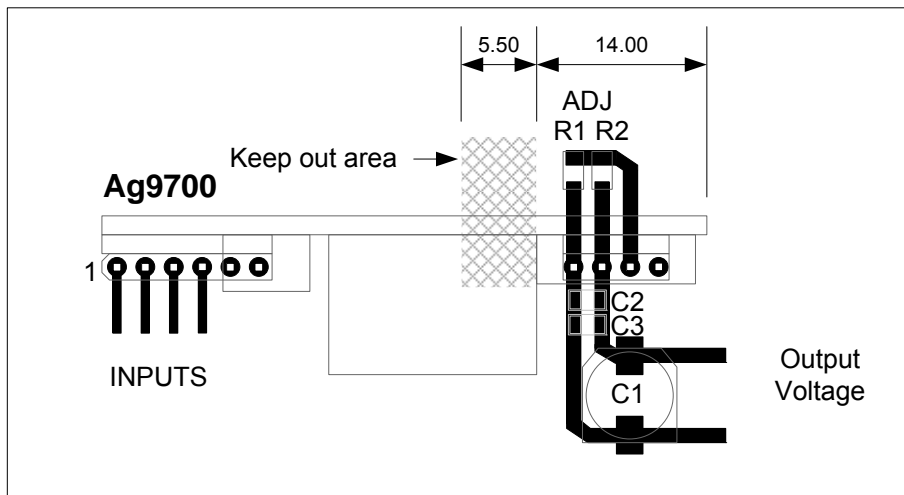 5.50 14.00
ADJ
R1 R2
Keep out area
Ag9700
1
C2
C3
INPUTS
C1
Output
Voltage